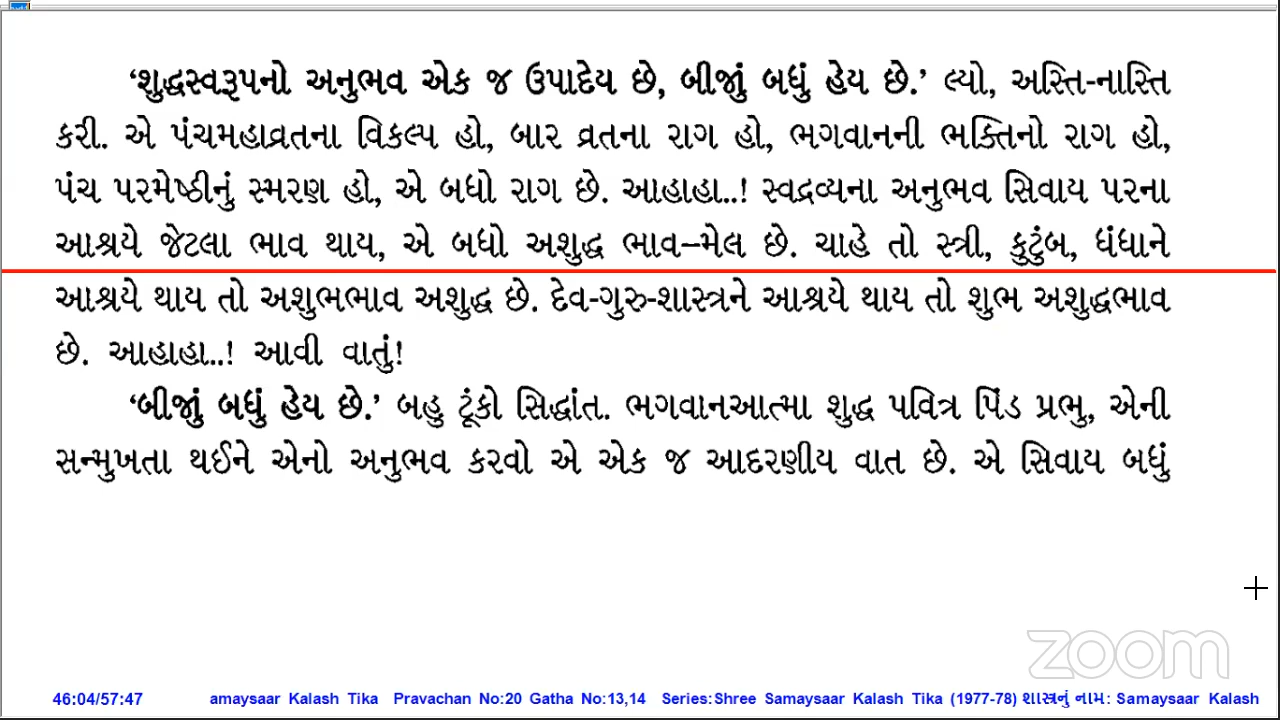 ‘શુદ્ધસ્વરૂપનો અનુભવ એક જ ઉપાદેય છે, બીજું બધું હેય છે.’ લ્યો, અસ્તિ-નાસ્તિ
કરી. એ પંચમહાવ્રતના વિકલ્પ હો, બાર વ્રતના રાગ હો, ભગવાનની ભક્તિનો રાગ હો,
પંચ પરમેષ્ઠીનું સ્મરણ હો, એ બધો રાગ છે. આહાહા..! સ્વદ્રવ્યના અનુભવ સિવાય પરના
આશ્રયે જેટલા ભાવ થાય, એ બધો અશુદ્ધ ભાવ–મેલ છે. ચાહે તો સ્ત્રી, કુટુંબ, ધંધાને
આશ્રયે થાય તો અશુભભાવ અશુદ્ધ છે. દેવ-ગુરુ-શાસ્ત્રને આશ્રયે થાય તો શુભ અશુદ્ધભાવ
છે. આહાહા..! આવી વાતું!
‘બીજું બધું હેય છે.’ બહુ ટૂંકો સિદ્ધાંત. ભગવાનઆત્મા શુદ્ધ પવિત્ર પિંડ પ્રભુ, એની
સન્મુખતા થઈને એનો અનુભવ કરવો એ એક જ આદરણીય વાત છે. એ સિવાય બધું
zoom
46:04/57:47 amaysaar Kalash Tika Pravachan No:20 Gatha No:13,14 Series:Shree Samaysaar Kalash Tika (1977-78) શાસ્ત્રનું નામ: Samaysaar Kalash